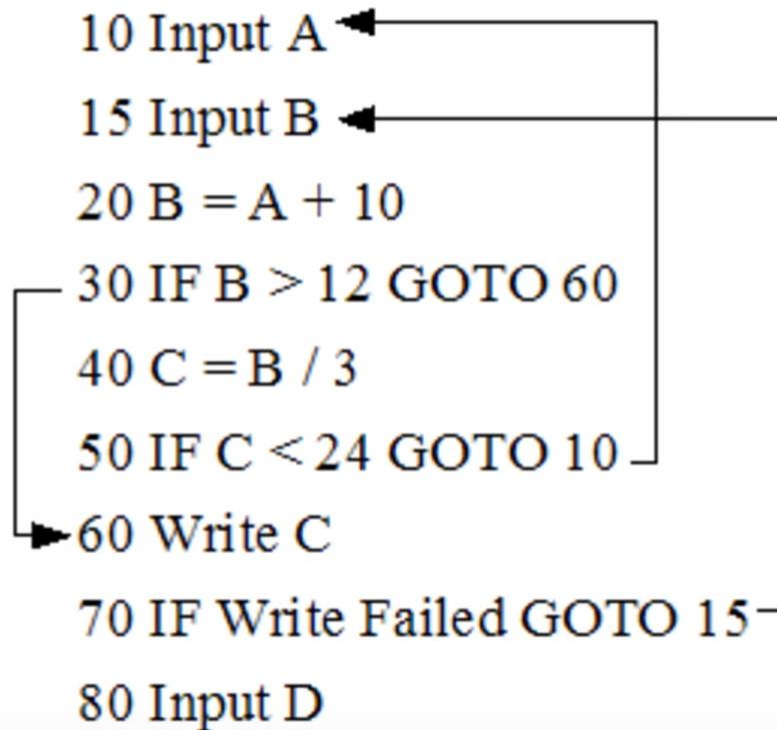 10 Input A
15 Input B
20 B = A + 10
30 IF B > 12 GOTO 60
40 C = B / 3
50 IF C < 24 GOTO 10
60 Write C
70 IF Write Failed GOTO 15
80 Input D